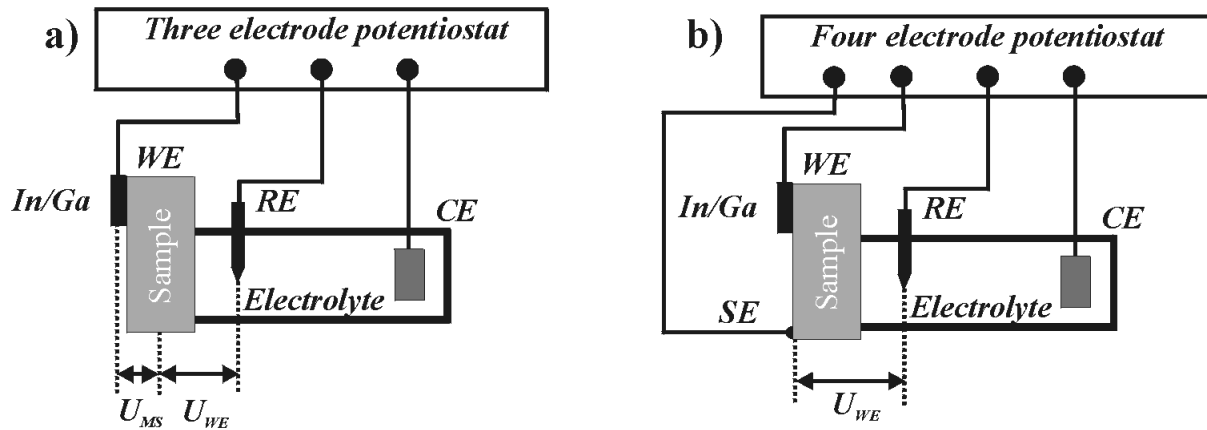 a)
Three electrode potentiostat
WE
In/Ga
RE
CE
Sample
Electrolyte
U_MS
U_WE
b)
Four electrode potentiostat
WE
In/Ga
RE
CE
Sample
SE
Electrolyte
U_WE